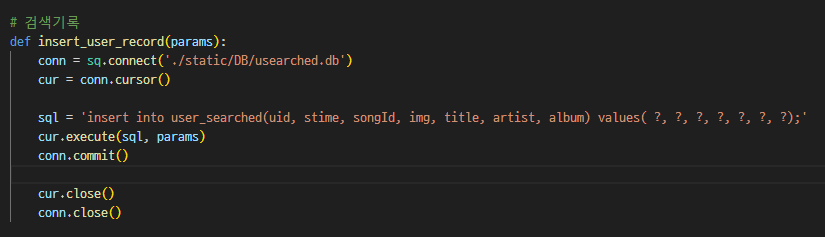 # 검색기록
def insert_user_record(params):
conn = sq.connect('./static/DB/usearched.db')
cur = conn.cursor()
sql = 'insert into user_searched(uid, stime, songId, img, title, artist, album) values( ?, ?, ?, ?, ?, ?, ?);'
cur.execute(sql, params)
conn.commit()
cur.close()
conn.close()